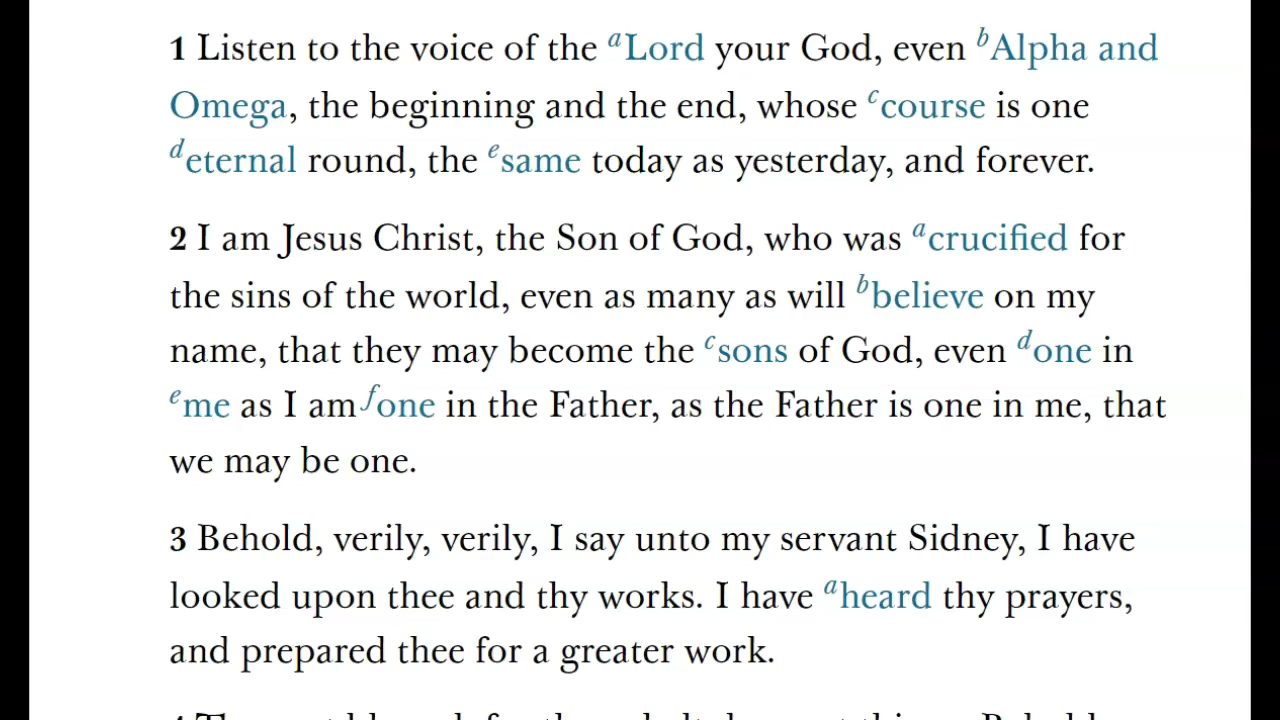 1 Listen to the voice of the aLord your God, even bAlpha and
Omega, the beginning and the end, whose ccourse is one
deternal round, the esame today as yesterday, and forever.
2 I am Jesus Christ, the Son of God, who was acrucified for
the sins of the world, even as many as will bbelieve on my
name, that they may become the csons of God, even done in
eme as I am fone in the Father, as the Father is one in me, that
we may be one.
3 Behold, verily, verily, I say unto my servant Sidney, I have
looked upon thee and thy works. I have aheard thy prayers,
and prepared thee for a greater work.